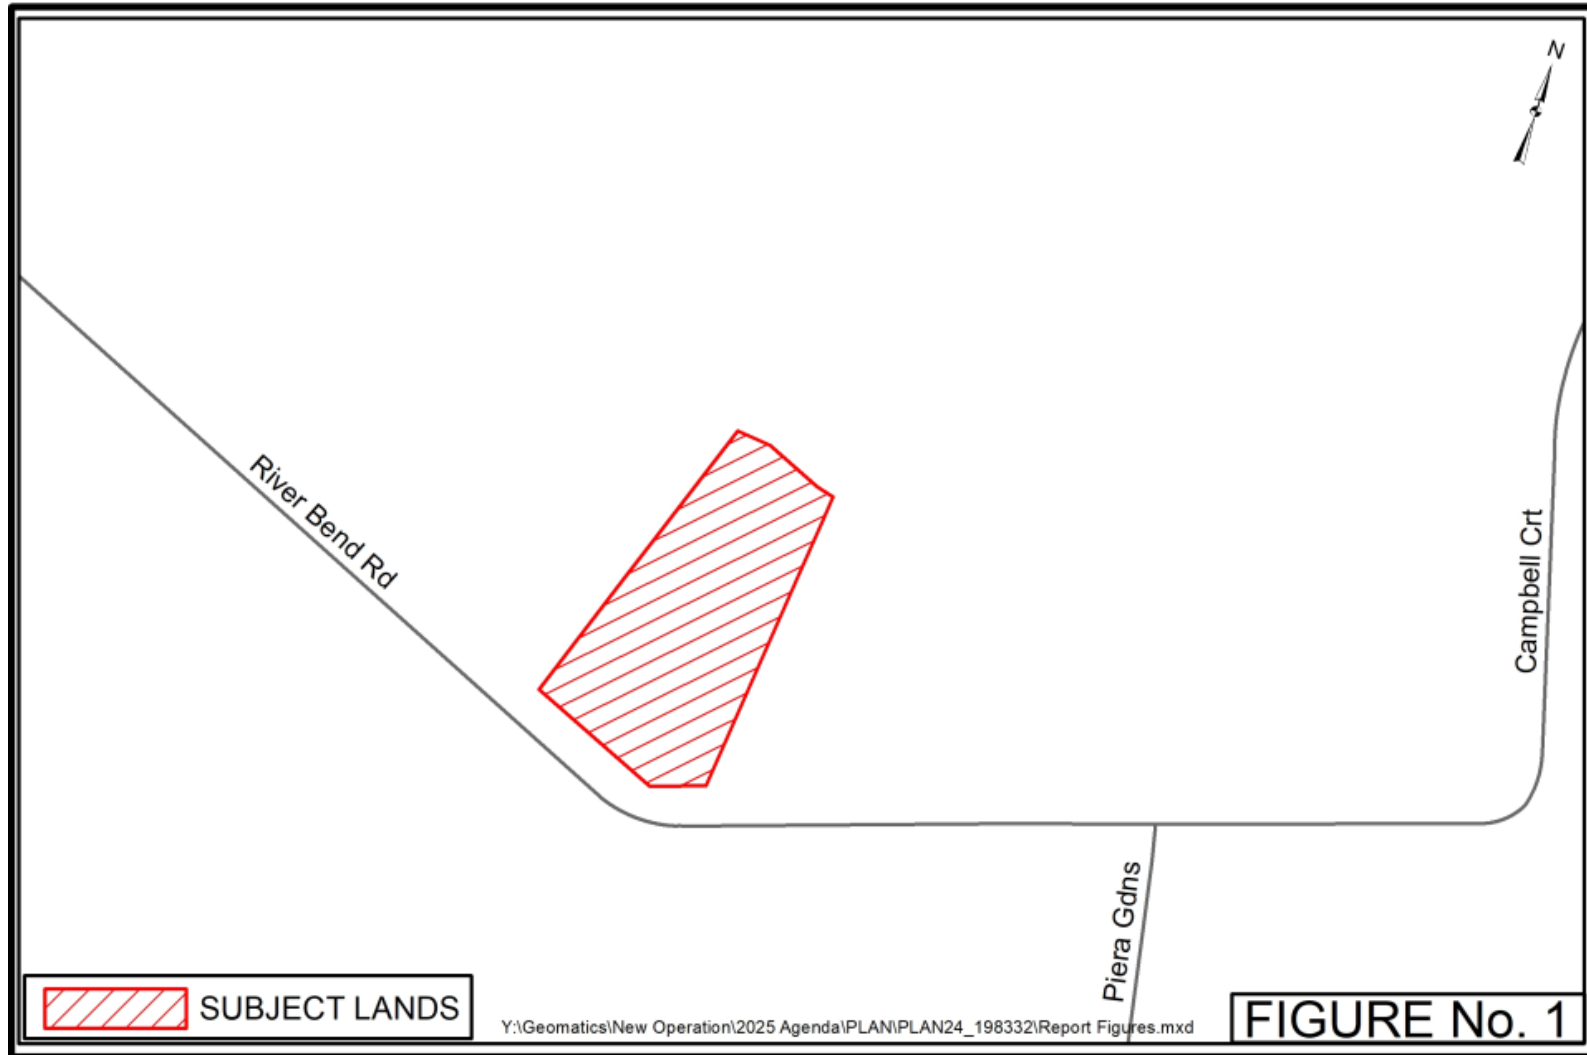 N
River Bend Rd
Campbell Crt
Piera Gdns
SUBJECT LANDS
Y:\Geomatics\New Operation\2025 Agenda\PLAN\PLAN24_198332\Report Figures.mxd
FIGURE No. 1